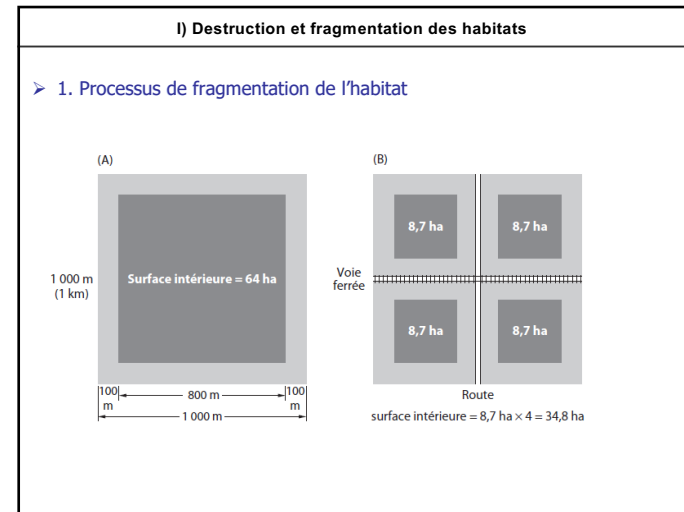 I) Destruction et fragmentation des habitats
➢ 1. Processus de fragmentation de l’habitat
(A)
1 000 m
(1 km)
Surface intérieure = 64 ha
100
m
800 m
100
m
1 000 m
(B)
8,7 ha
8,7 ha
Voie
ferrée
8,7 ha
8,7 ha
Route
surface intérieure = 8,7 ha × 4 = 34,8 ha